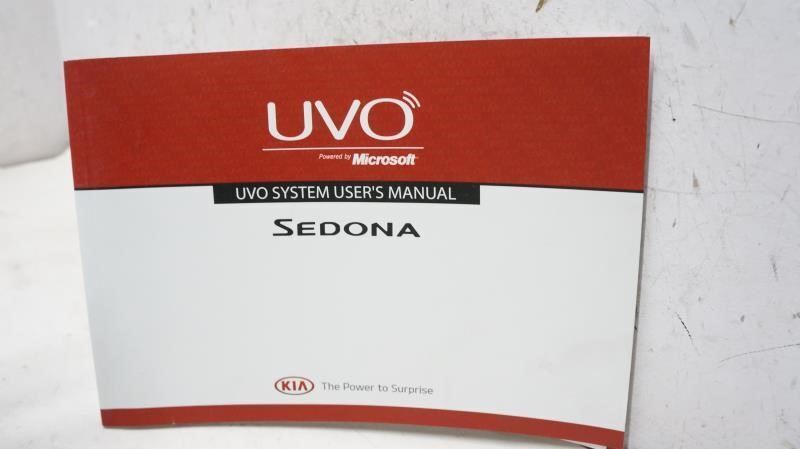 UVO
Powered by Microsoft
UVO SYSTEM USER'S MANUAL
SEDONA
KIA The Power to Surprise